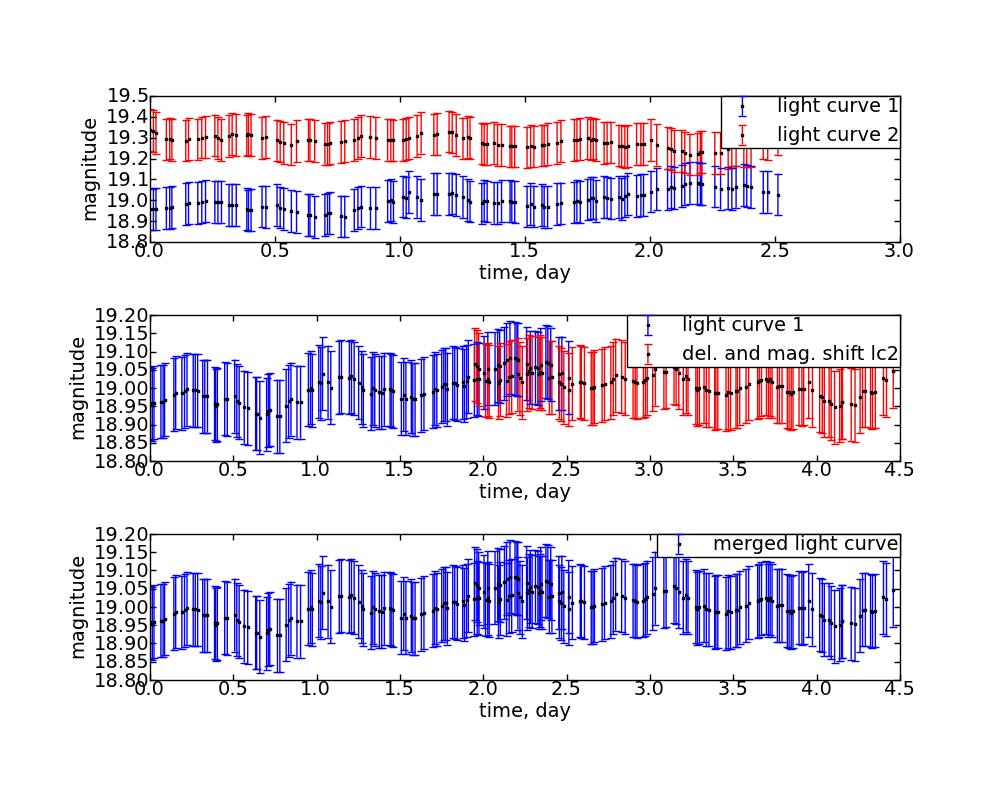 19.5
19.4
19.3
19.2
19.1
19.0
18.9
18.8
magnitude
light curve 1
light curve 2
0.0 0.5 1.0 1.5 2.0 2.5 3.0
time, day
19.20
19.15
19.10
19.05
19.00
18.95
18.90
18.85
18.80
magnitude
light curve 1
del. and mag. shift lc2
0.0 0.5 1.0 1.5 2.0 2.5 3.0 3.5 4.0 4.5
time, day
19.20
19.15
19.10
19.05
19.00
18.95
18.90
18.85
18.80
magnitude
merged light curve
0.0 0.5 1.0 1.5 2.0 2.5 3.0 3.5 4.0 4.5
time, day